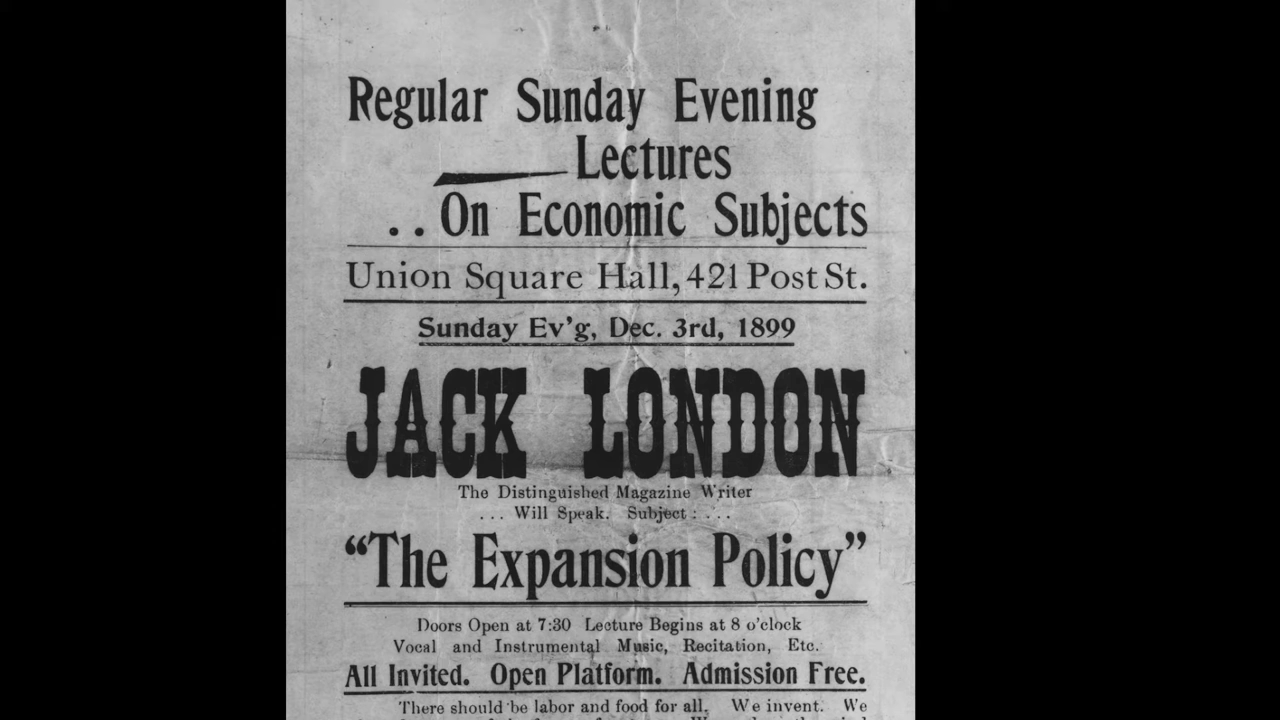 Regular Sunday Evening
Lectures
.. On Economic Subjects
Union Square Hall, 421 Post St.
Sunday Ev'g, Dec. 3rd, 1899
JACK LONDON
The Distinguished Magazine Writer
... Will Speak. Subject: ...
“The Expansion Policy”
Doors Open at 7:30 Lecture Begins at 8 o'clock
Vocal and Instrumental Music, Recitation, Etc.
All Invited. Open Platform. Admission Free.
There should be labor and food for all. We invent. We